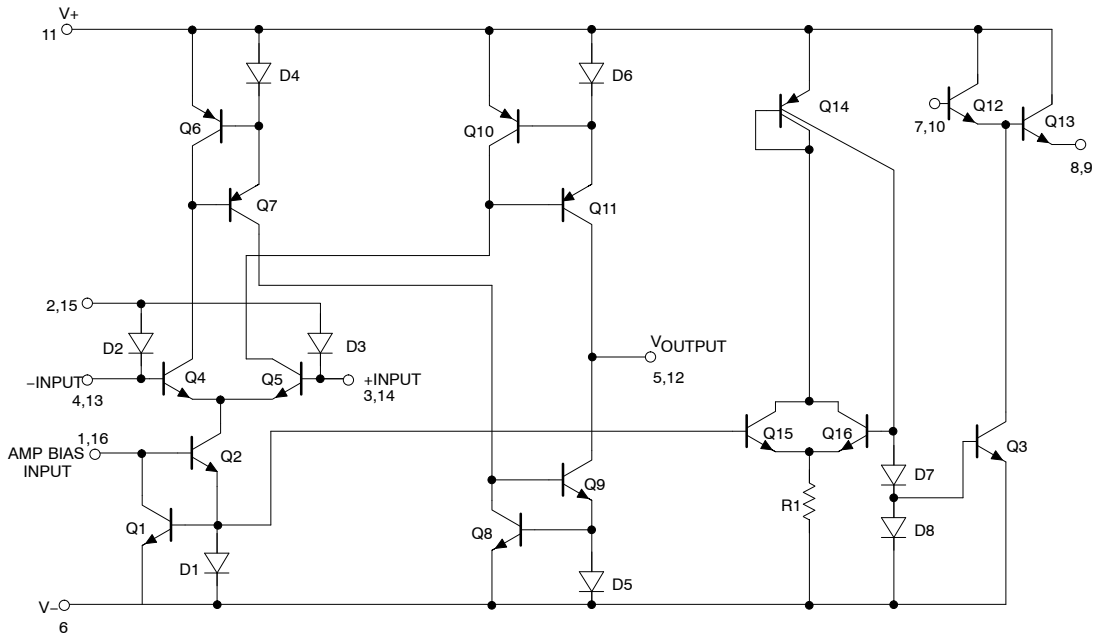 V+
11
D4
D6
Q14
Q12
7,10
Q13
8,9
Q6
Q10
Q7
Q11
2,15
D2
D3
VOUTPUT
5,12
−INPUT
4,13
Q4
Q5
+INPUT
3,14
1,16
AMP BIAS
INPUT
Q2
Q15
Q16
Q3
D7
Q9
R1
Q1
Q8
D8
D1
D5
V−
6